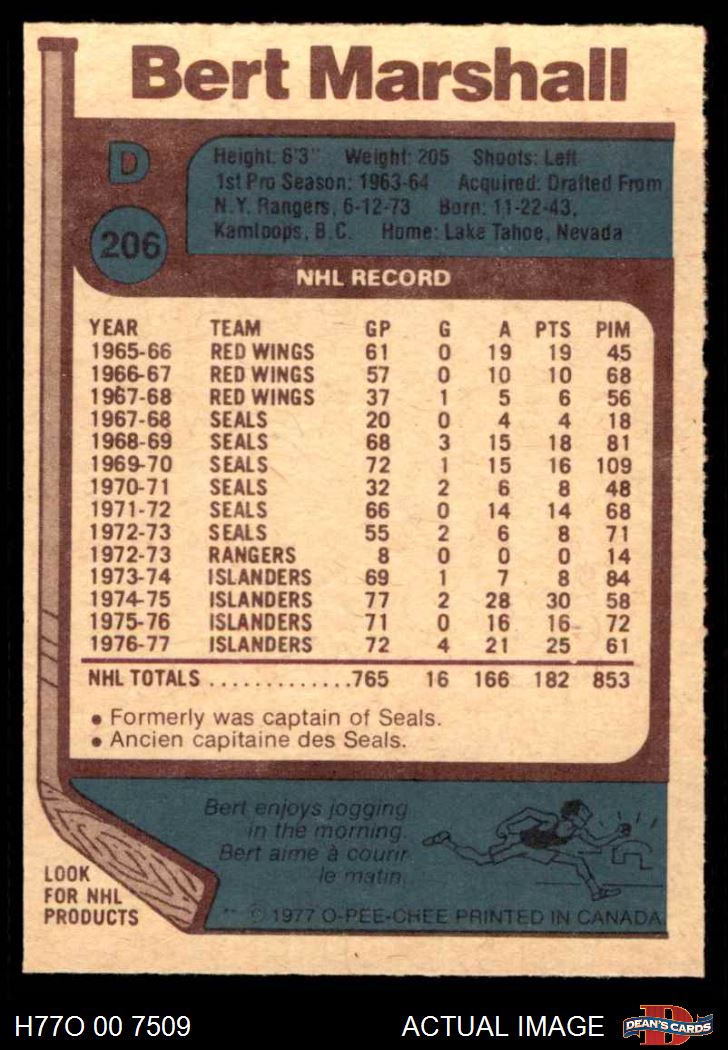 Bert Marshall
D
206
Height: 6'3" Weight: 205 Shoots: Left
1st Pro Season: 1963-64 Acquired: Drafted From
N.Y. Rangers, 6-12-73 Born: 11-22-43,
Kamloops, B.C. Home: Lake Tahoe, Nevada
NHL RECORD
YEAR TEAM GP G A PTS PIM
1965-66 RED WINGS 61 0 19 19 45
1966-67 RED WINGS 57 0 10 10 68
1967-68 RED WINGS 37 1 5 6 56
1967-68 SEALS 20 0 4 4 18
1968-69 SEALS 68 3 15 18 81
1969-70 SEALS 72 1 15 16 109
1970-71 SEALS 32 2 6 8 48
1971-72 SEALS 66 0 14 14 68
1972-73 SEALS 55 2 6 8 71
1972-73 RANGERS 8 0 0 0 14
1973-74 ISLANDERS 69 1 7 8 84
1974-75 ISLANDERS 77 2 28 30 58
1975-76 ISLANDERS 71 0 16 16 72
1976-77 ISLANDERS 72 4 21 25 61
NHL TOTALS .............765 16 166 182 853
• Formerly was captain of Seals.
• Ancien capitaine des Seals.
Bert enjoys jogging
in the morning.
Bert aime à courir
le matin.
LOOK
FOR NHL
PRODUCTS
** © 1977 O-PEE-CHEE PRINTED IN CANADA
H77O 00 7509
ACTUAL IMAGE
D
DEAN'S CARDS